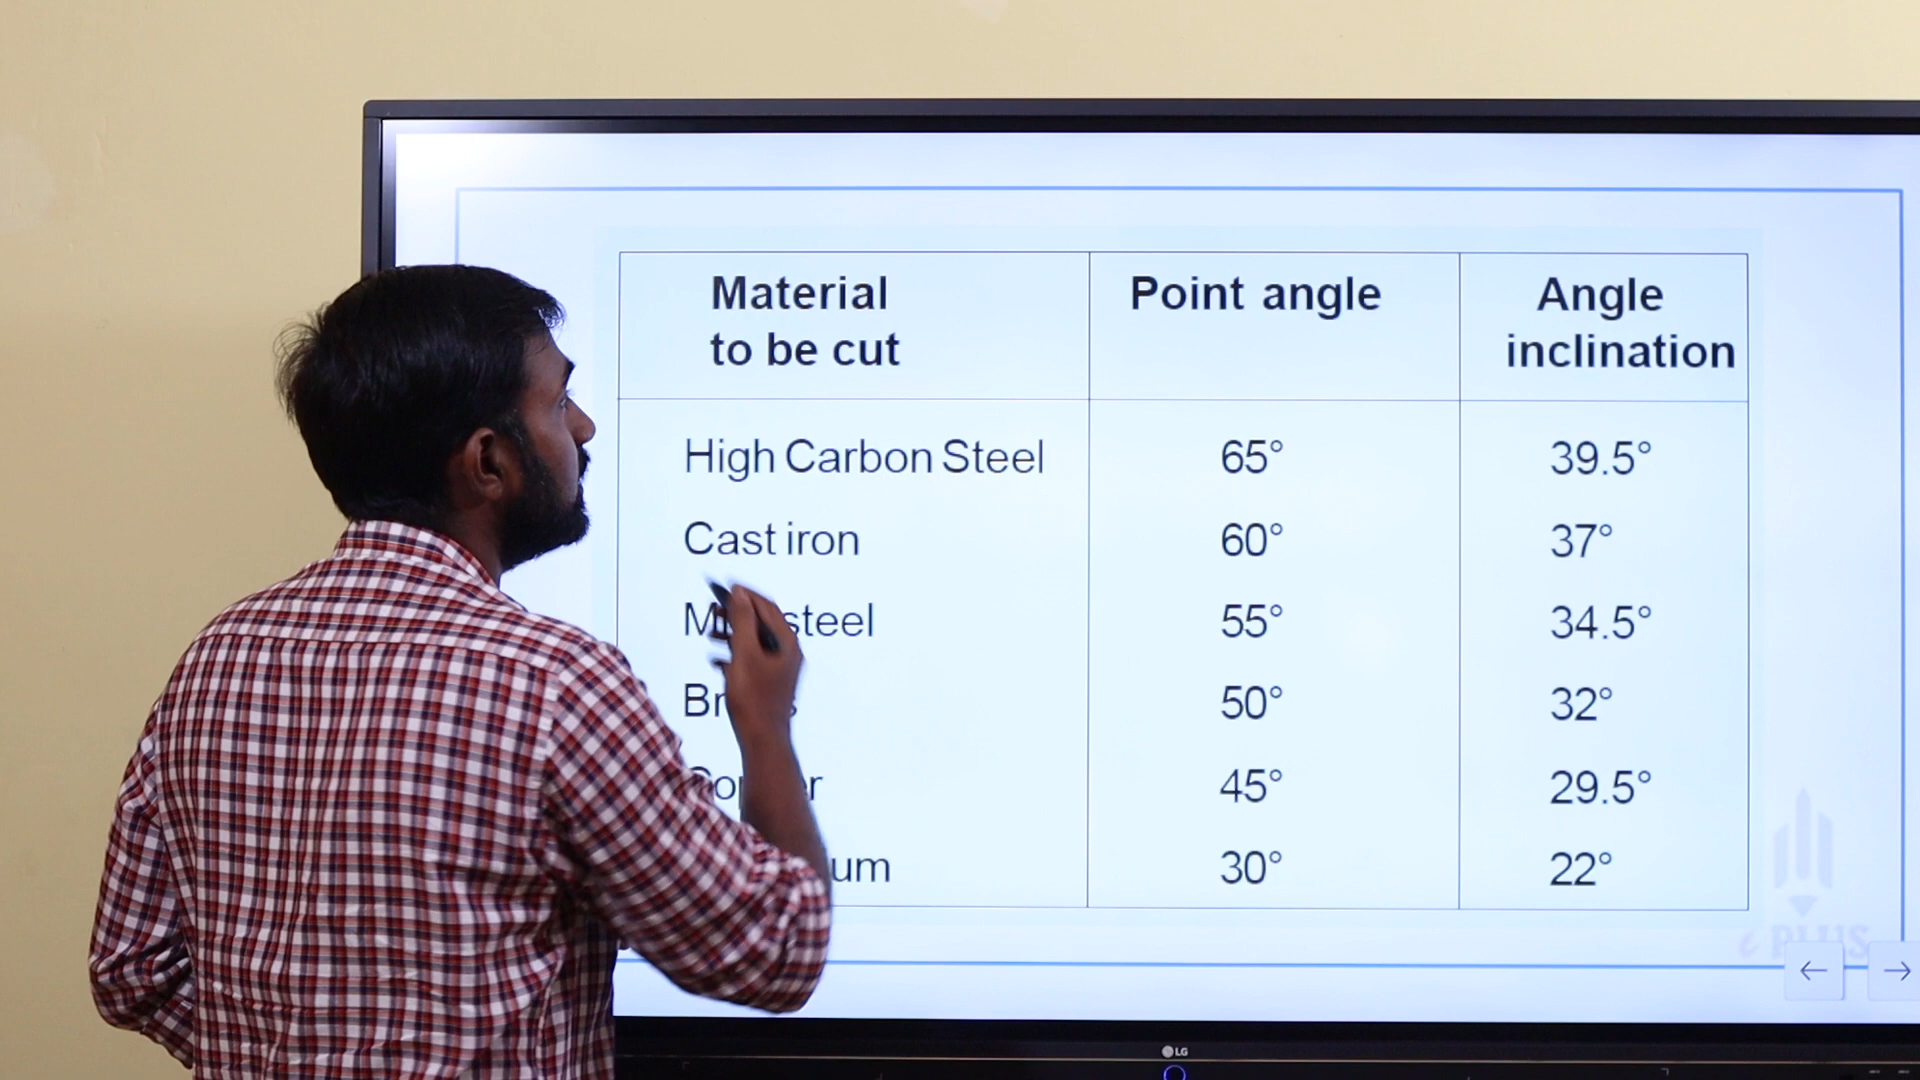 Material Point angle Angle
to be cut inclination
High Carbon Steel 65° 39.5°
Cast iron 60° 37°
steel 55° 34.5°
50° 32°
45° 29.5°
30° 22°
e PLUS
LG